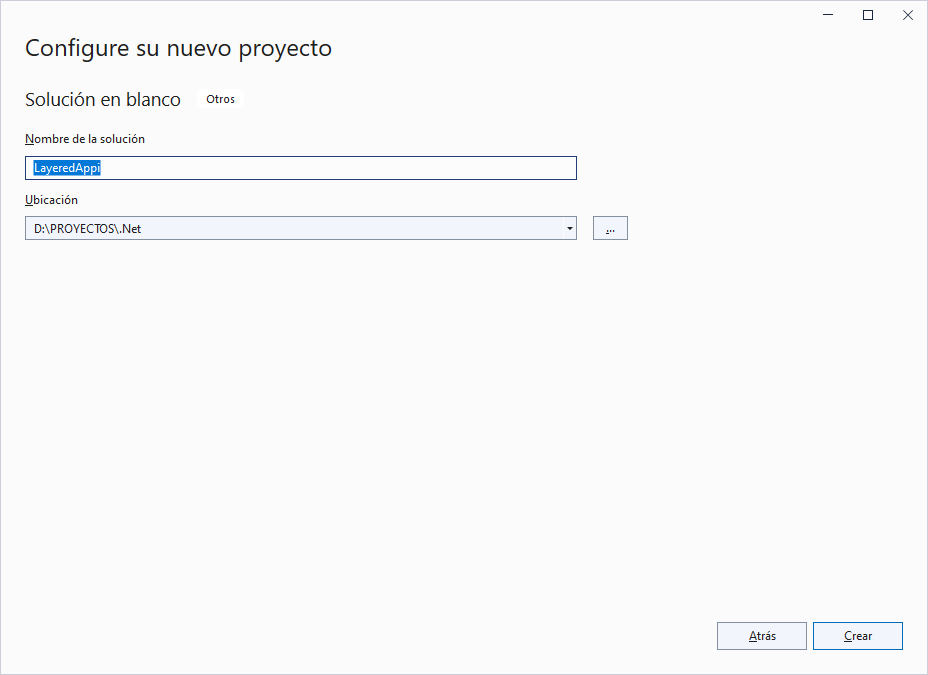 Configure su nuevo proyecto
Solución en blanco Otros
Nombre de la solución
LayeredAppi
Ubicación
D:\PROYECTOS\.Net
...
Atrás Crear